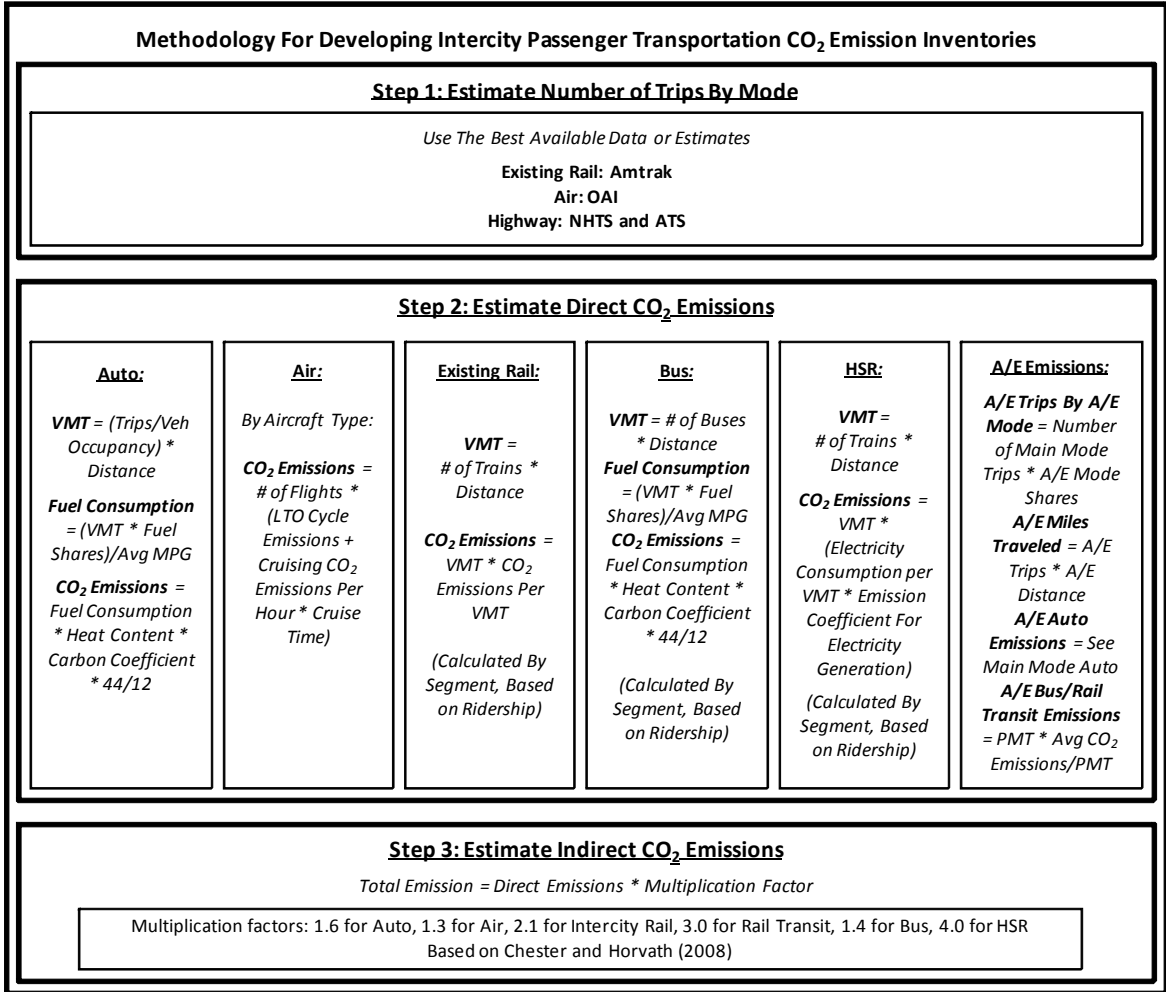 Methodology For Developing Intercity Passenger Transportation CO2 Emission Inventories
Step 1: Estimate Number of Trips By Mode
Use The Best Available Data or Estimates
Existing Rail: Amtrak
Air: OAI
Highway: NHTS and ATS
Step 2: Estimate Direct CO2 Emissions
Auto:
VMT = (Trips/Veh
Occupancy) *
Distance
Fuel Consumption
= (VMT * Fuel
Shares)/Avg MPG
CO2 Emissions =
Fuel Consumption
* Heat Content *
Carbon Coefficient
* 44/12
Air:
By Aircraft Type:
CO2 Emissions =
# of Flights *
(LTO Cycle
Emissions +
Cruising CO2
Emissions Per
Hour * Cruise
Time)
Existing Rail:
VMT =
# of Trains *
Distance
CO2 Emissions =
VMT * CO2
Emissions Per
VMT
(Calculated By
Segment, Based
on Ridership)
Bus:
VMT = # of Buses
* Distance
Fuel Consumption
= (VMT * Fuel
Shares)/Avg MPG
CO2 Emissions =
Fuel Consumption
* Heat Content *
Carbon Coefficient
* 44/12
(Calculated By
Segment, Based
on Ridership)
HSR:
VMT =
# of Trains *
Distance
CO2 Emissions =
VMT *
(Electricity
Consumption per
VMT * Emission
Coefficient For
Electricity
Generation)
(Calculated By
Segment, Based
on Ridership)
A/E Emissions:
A/E Trips By A/E
Mode = Number
of Main Mode
Trips * A/E Mode
Shares
A/E Miles
Traveled = A/E
Trips * A/E
Distance
A/E Auto
Emissions = See
Main Mode Auto
A/E Bus/Rail
Transit Emissions
= PMT * Avg CO2
Emissions/PMT
Step 3: Estimate Indirect CO2 Emissions
Total Emission = Direct Emissions * Multiplication Factor
Multiplication factors: 1.6 for Auto, 1.3 for Air, 2.1 for Intercity Rail, 3.0 for Rail Transit, 1.4 for Bus, 4.0 for HSR
Based on Chester and Horvath (2008)